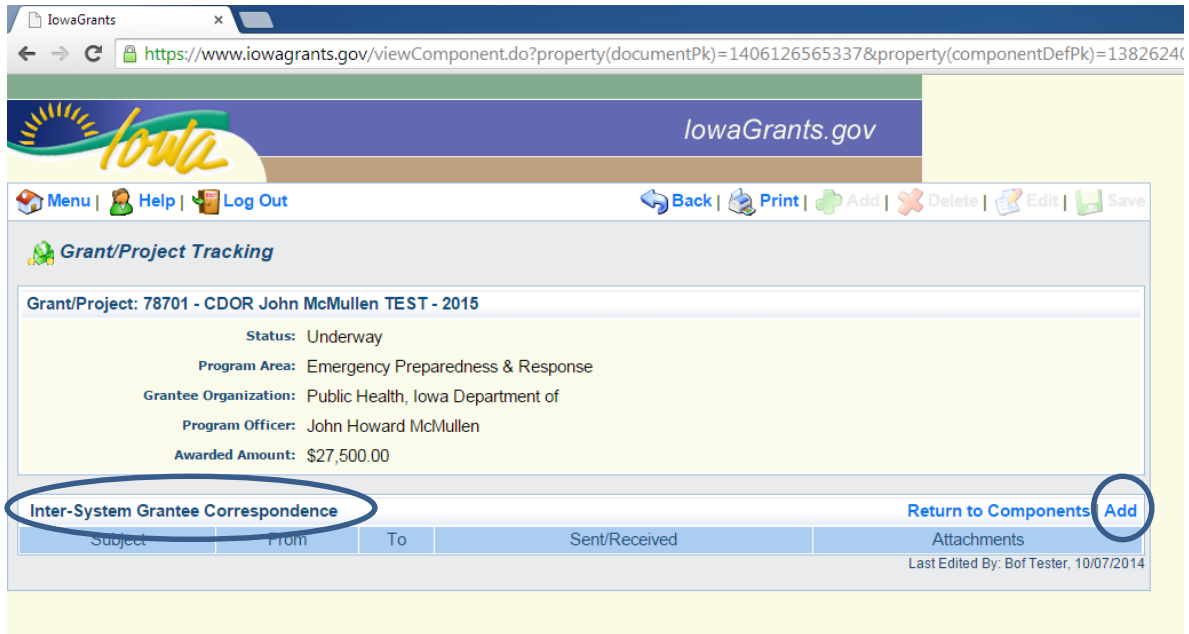 IowaGrants ×
https://www.iowagrants.gov/viewComponent.do?property(documentPk)=1406126565337&property(componentDefPk)=13826240
Iowa
IowaGrants.gov
Menu | Help | Log Out Back | Print | Add | Delete | Edit | Save
Grant/Project Tracking
Grant/Project: 78701 - CDOR John McMullen TEST - 2015
Status: Underway
Program Area: Emergency Preparedness & Response
Grantee Organization: Public Health, Iowa Department of
Program Officer: John Howard McMullen
Awarded Amount: $27,500.00
Inter-System Grantee Correspondence Return to Components | Add
Subject From To Sent/Received Attachments
Last Edited By: Bof Tester, 10/07/2014